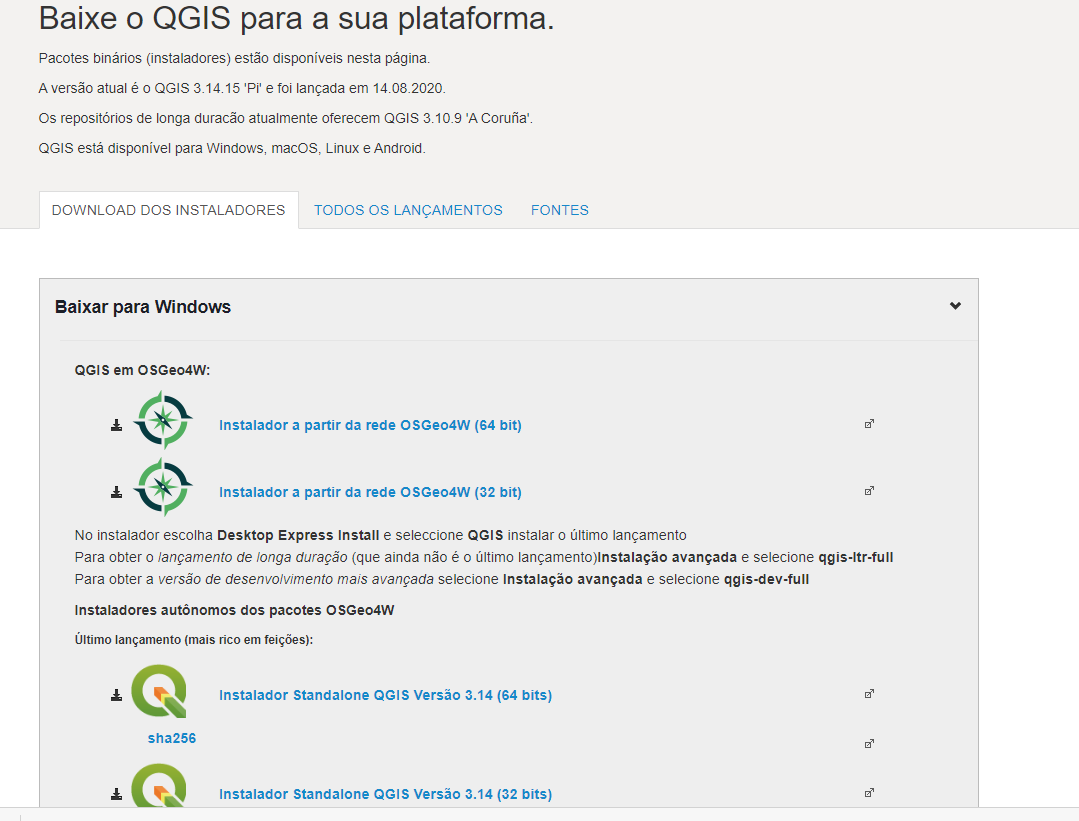 Baixe o QGIS para a sua plataforma.
Pacotes binários (instaladores) estão disponíveis nesta página.
A versão atual é o QGIS 3.14.15 'Pi' e foi lançada em 14.08.2020.
Os repositórios de longa duracão atualmente oferecem QGIS 3.10.9 'A Coruña'.
QGIS está disponível para Windows, macOS, Linux e Android.
DOWNLOAD DOS INSTALADORES TODOS OS LANÇAMENTOS FONTES
Baixar para Windows
QGIS em OSGeo4W:
Instalador a partir da rede OSGeo4W (64 bit)
Instalador a partir da rede OSGeo4W (32 bit)
No instalador escolha Desktop Express Install e seleccione QGIS instalar o último lançamento
Para obter o lançamento de longa duração (que ainda não é o último lançamento)Instalação avançada e selecione qgis-ltr-full
Para obter a versão de desenvolvimento mais avançada selecione Instalação avançada e selecione qgis-dev-full
Instaladores autônomos dos pacotes OSGeo4W
Último lançamento (mais rico em feições):
Instalador Standalone QGIS Versão 3.14 (64 bits)
sha256
Instalador Standalone QGIS Versão 3.14 (32 bits)